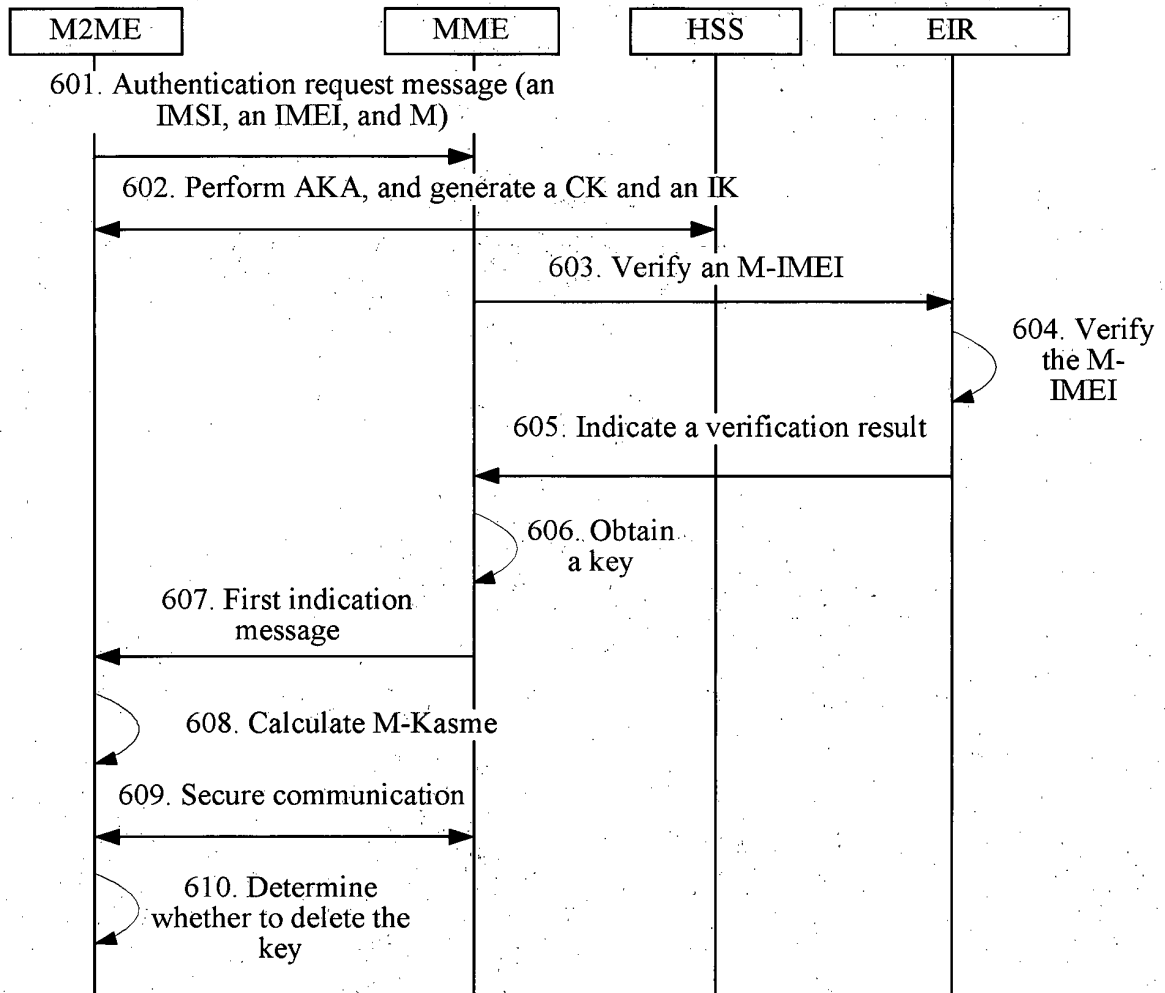 M2ME
MME
HSS
EIR
601. Authentication request message (an
IMSI, an IMEI, and M)
602. Perform AKA, and generate a CK and an IK
603. Verify an M-IMEI
604. Verify
the M-
IMEI
605. Indicate a verification result
606. Obtain
a key
607. First indication
message
608. Calculate M-Kasme
609. Secure communication
610. Determine
whether to delete the
key